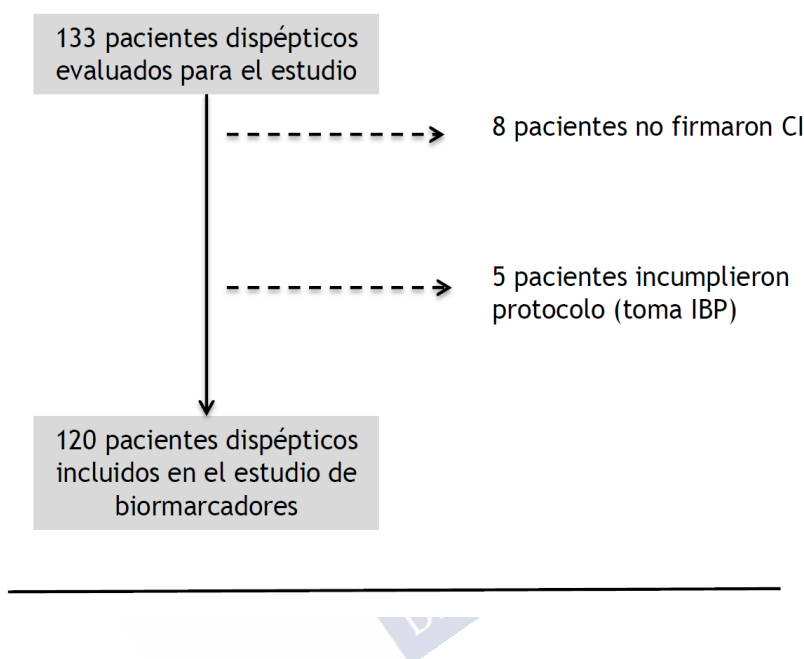 133 pacientes dispépticos
evaluados para el estudio
8 pacientes no firmaron CI
5 pacientes incumplieron
protocolo (toma IBP)
120 pacientes dispépticos
incluidos en el estudio de
biormarcadores